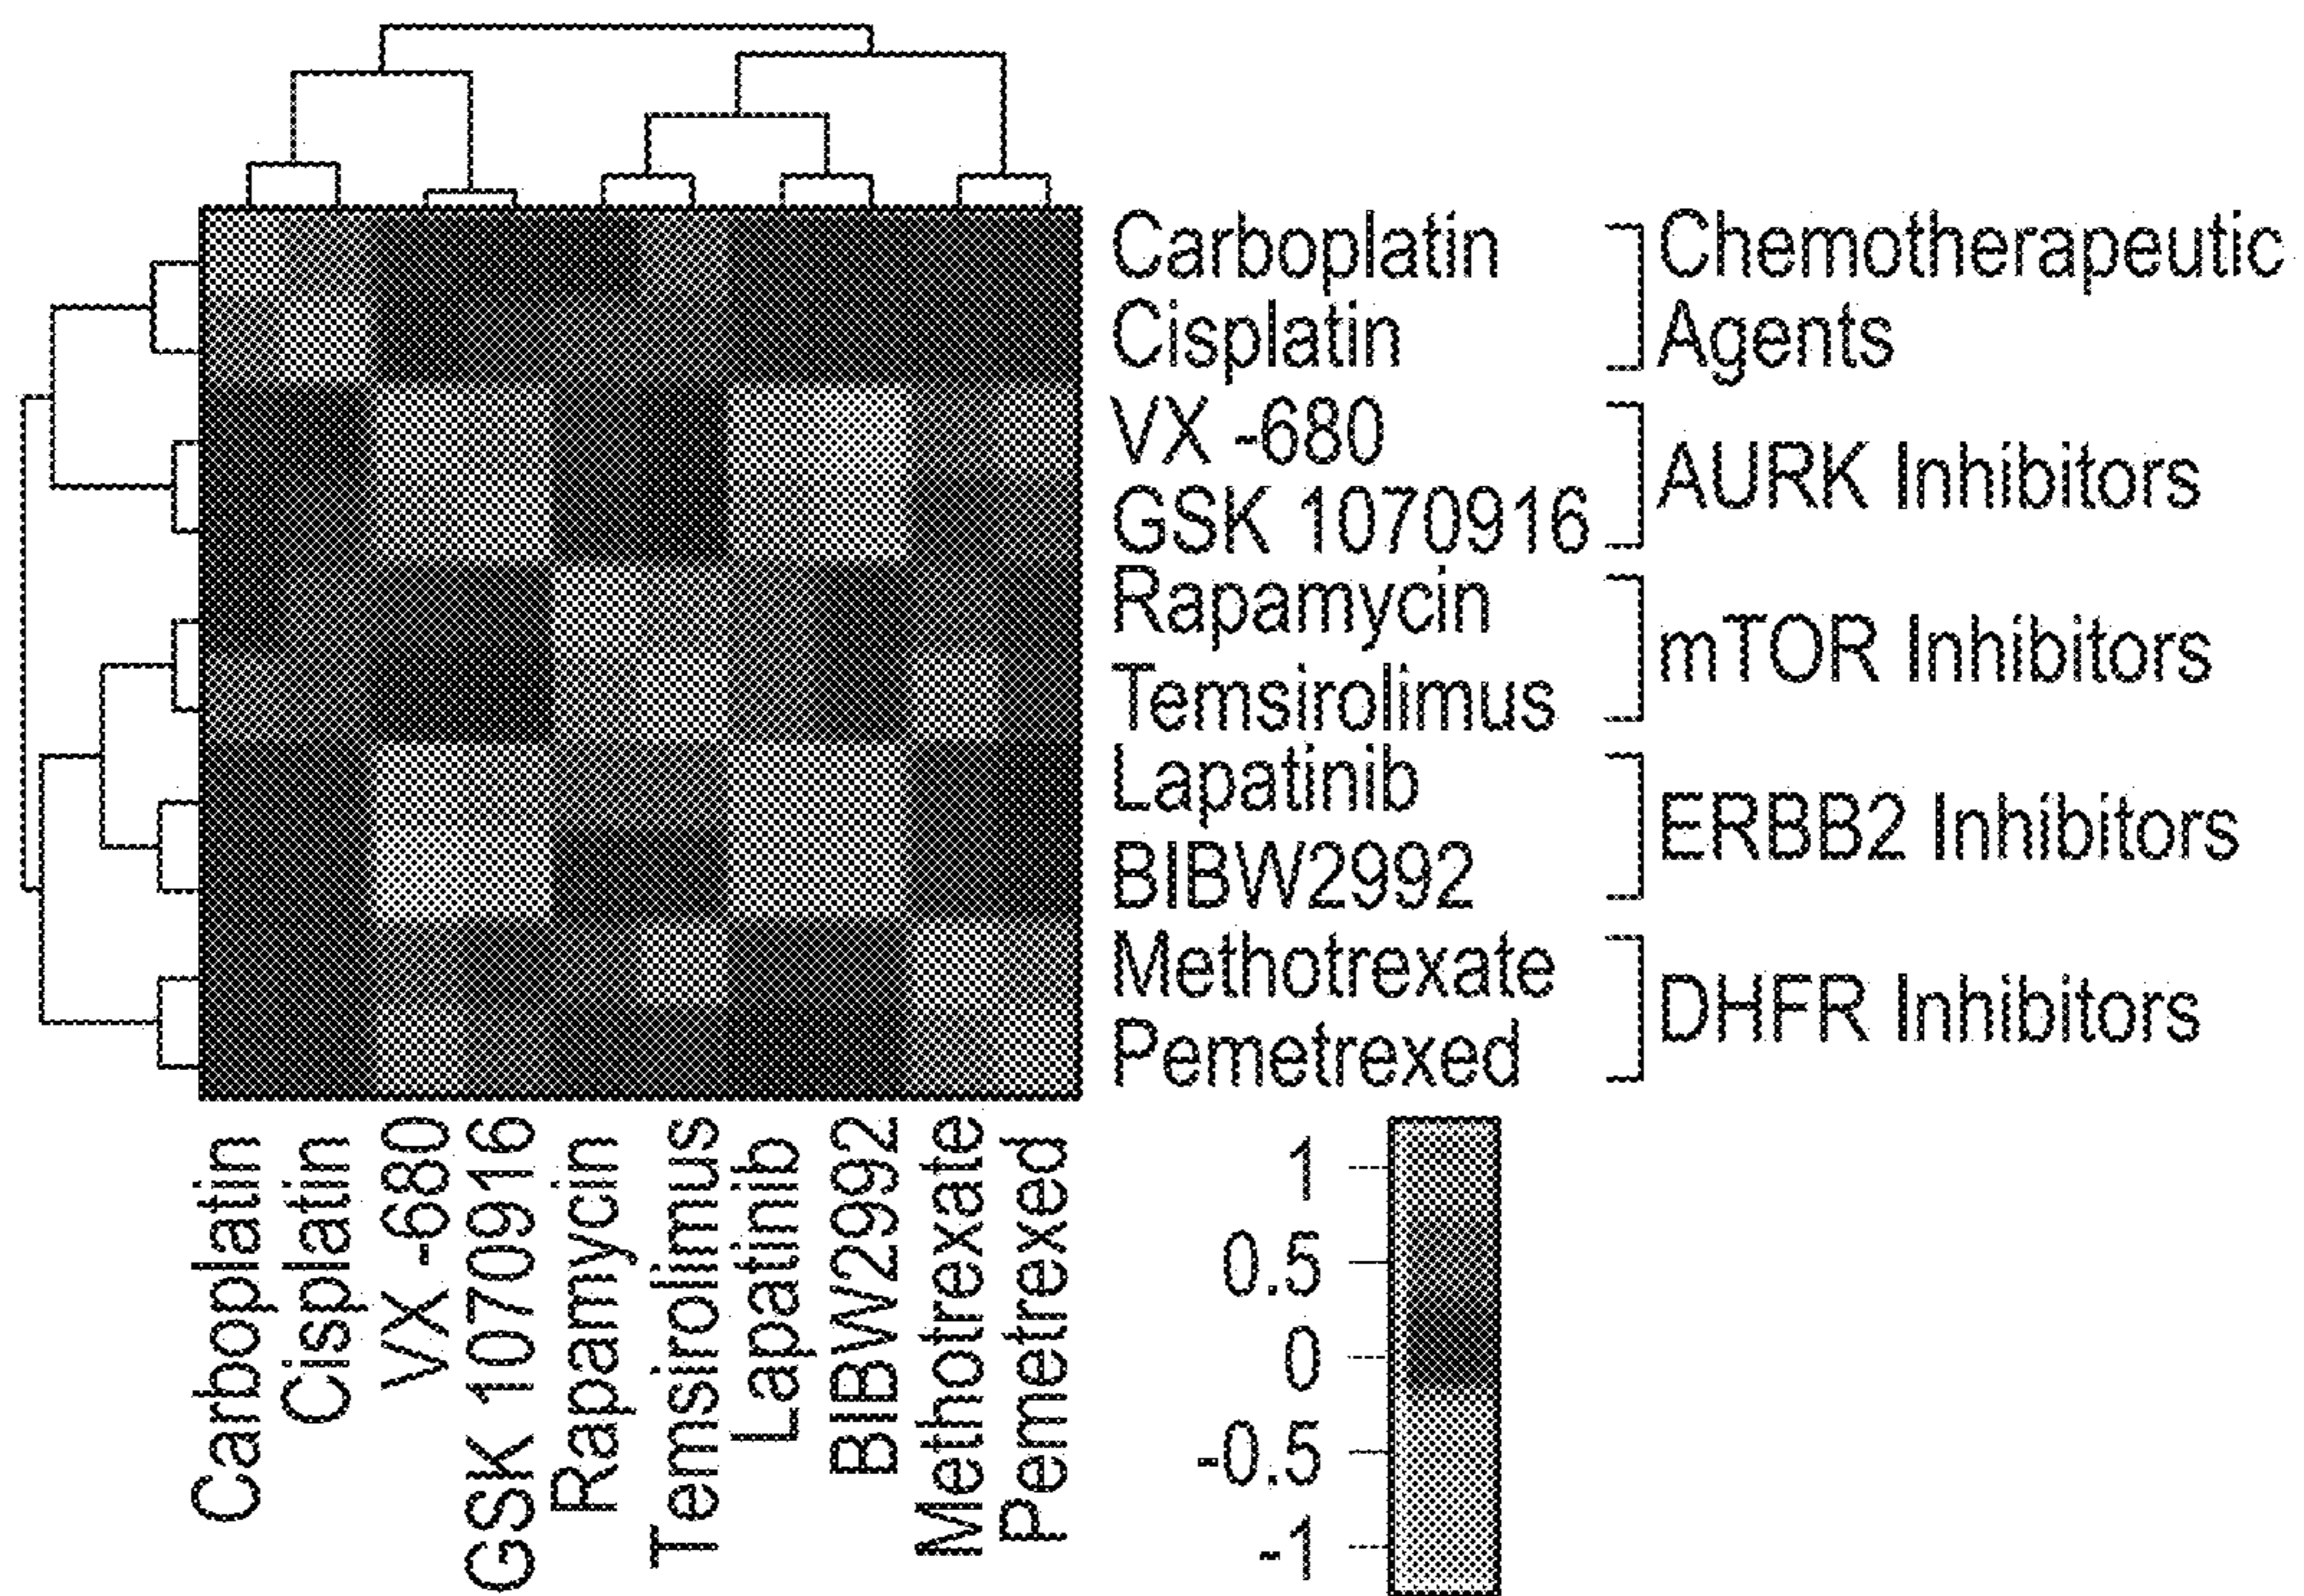 Carboplatin
Cisplatin
VX -680
GSK 1070916
Rapamycin
Temsirolimus
Lapatinib
BIBW2992
Methotrexate
Pemetrexed
Chemotherapeutic
Agents
AURK Inhibitors
mTOR Inhibitors
ERBB2 Inhibitors
DHFR Inhibitors
Carboplatin
Cisplatin
VX -680
GSK 1070916
Rapamycin
Temsirolimus
Lapatinib
BIBW2992
Methotrexate
Pemetrexed
1
0.5
0
-0.5
-1